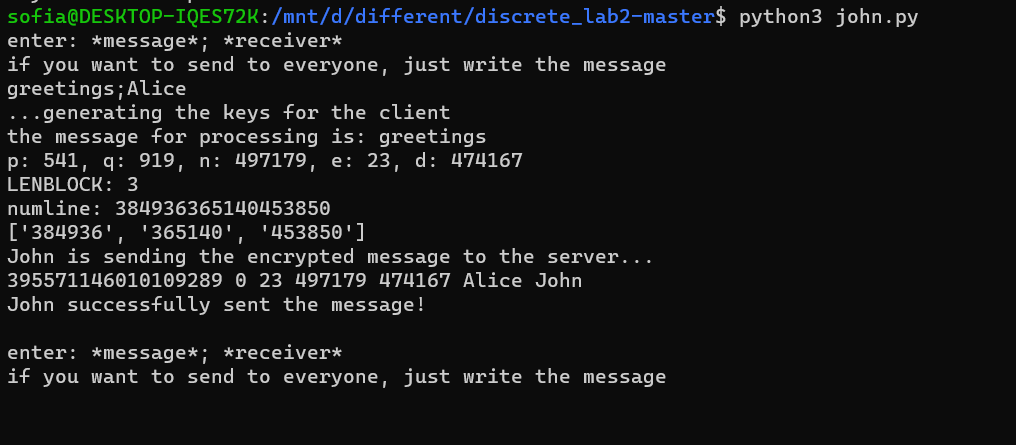 sofia@DESKTOP-IQES72K:/mnt/d/different/discrete_lab2-master$ python3 john.py
enter: *message*; *receiver*
if you want to send to everyone, just write the message
greetings;Alice
...generating the keys for the client
the message for processing is: greetings
p: 541, q: 919, n: 497179, e: 23, d: 474167
LENBLOCK: 3
numline: 384936365140453850
['384936', '365140', '453850']
John is sending the encrypted message to the server...
395571146010109289 0 23 497179 474167 Alice John
John successfully sent the message!
enter: *message*; *receiver*
if you want to send to everyone, just write the message